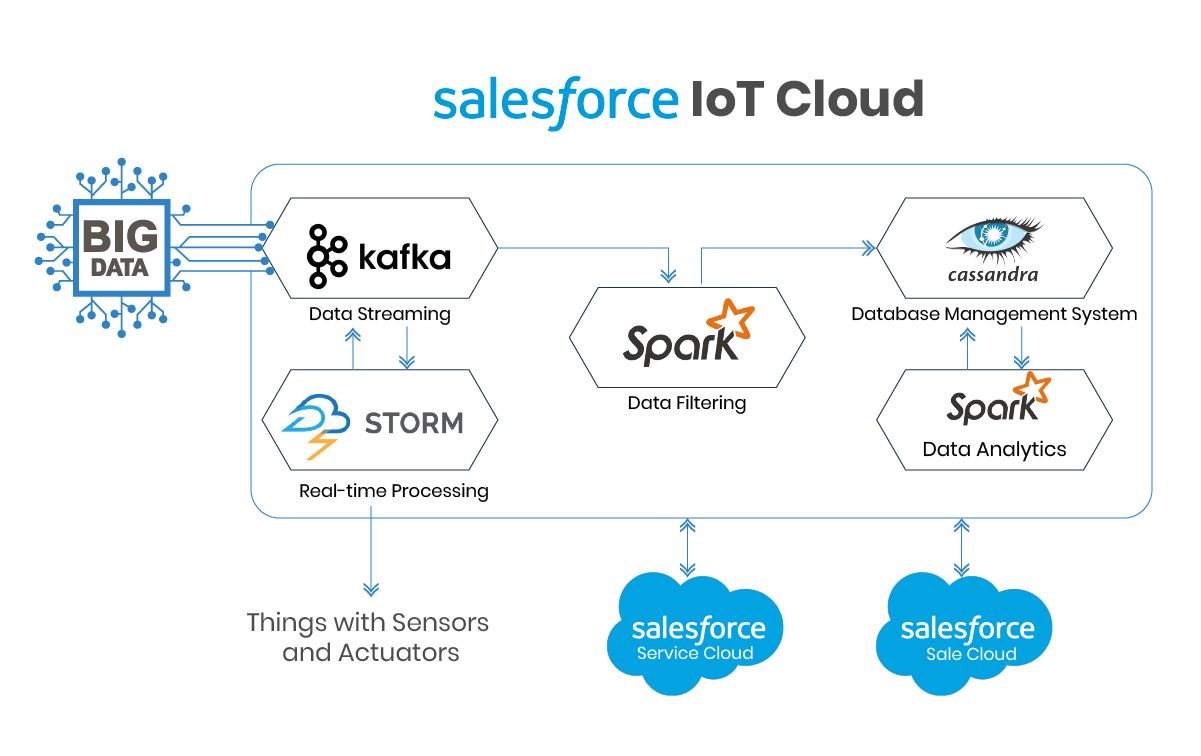 salesforce IoT Cloud
BIG
DATA
kafka
Data Streaming
cassandra
Database Management System
Spark
Data Filtering
STORM
Real-time Processing
Spark
Data Analytics
Things with Sensors
and Actuators
salesforce
Service Cloud
salesforce
Sale Cloud